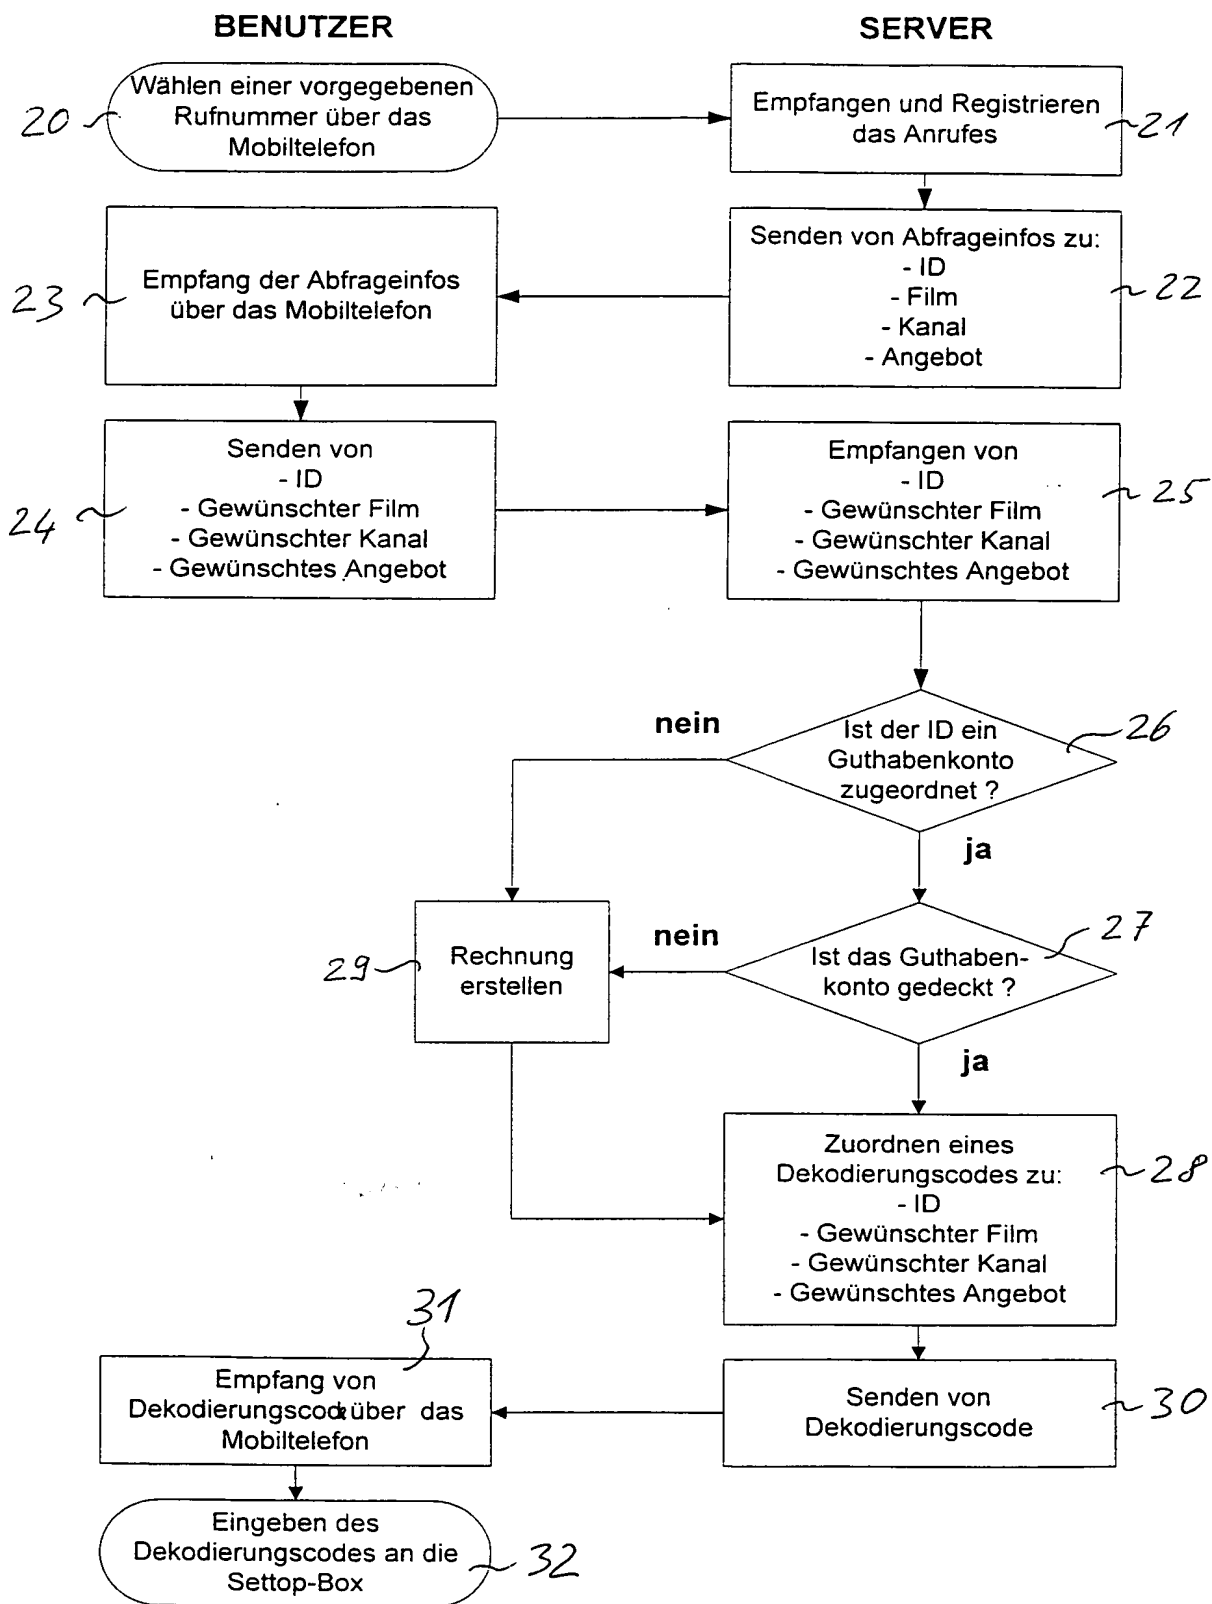 BENUTZER
SERVER
Wählen einer vorgegebenen
Rufnummer über das
Mobiltelefon
20
Empfangen und Registrieren
das Anrufes
21
Senden von Abfrageinfos zu:
- ID
- Film
- Kanal
- Angebot
22
Empfang der Abfrageinfos
über das Mobiltelefon
23
Senden von
- ID
- Gewünschter Film
- Gewünschter Kanal
- Gewünschtes Angebot
24
Empfangen von
- ID
- Gewünschter Film
- Gewünschter Kanal
- Gewünschtes Angebot
25
nein
Ist der ID ein
Guthabenkonto
zugeordnet ?
26
ja
nein
Ist das Guthaben-
konto gedeckt ?
27
29
Rechnung
erstellen
ja
Zuordnen eines
Dekodierungscodes zu:
- ID
- Gewünschter Film
- Gewünschter Kanal
- Gewünschtes Angebot
28
Senden von
Dekodierungscode
30
31
Empfang von
Dekodierungscode über das
Mobiltelefon
Eingeben des
Dekodierungscodes an die
Settop-Box
32